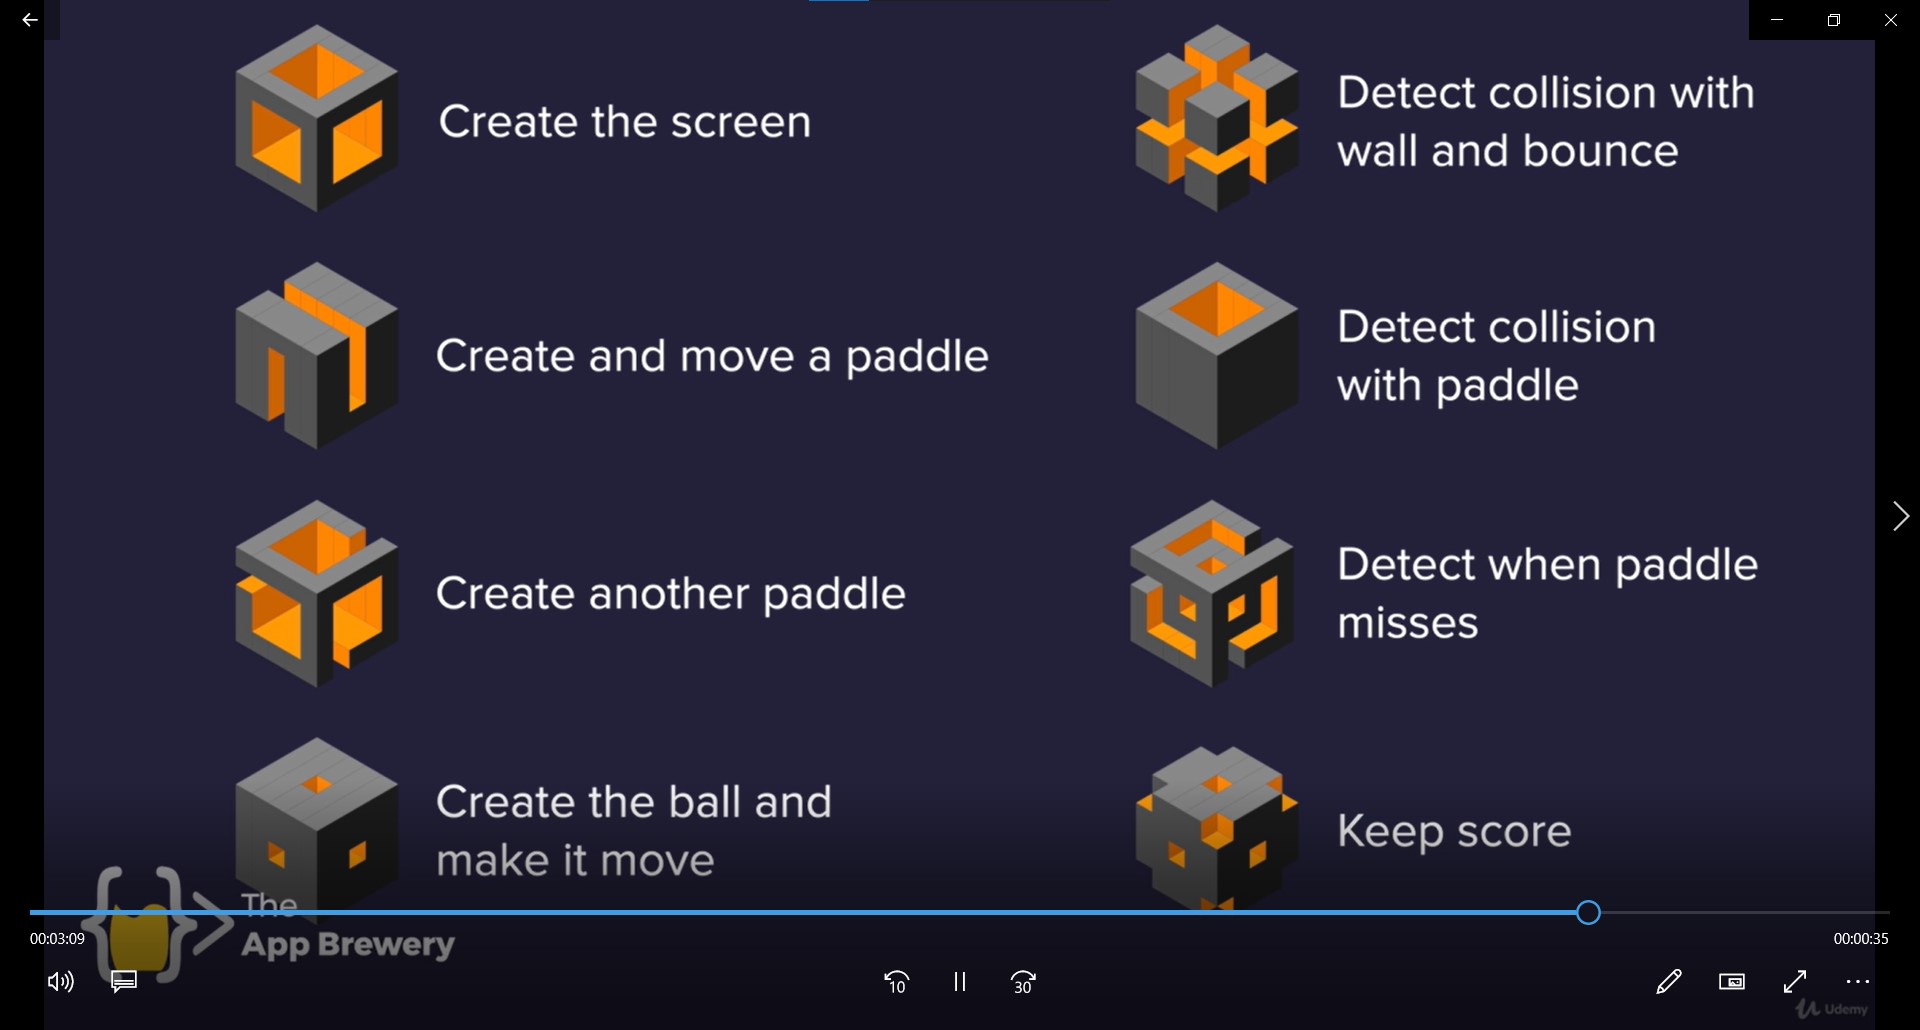 Create the screen
Create and move a paddle
Create another paddle
Create the ball and
make it move
Detect collision with
wall and bounce
Detect collision
with paddle
Detect when paddle
misses
Keep score
The
App Brewery
00:03:09
00:00:35
10
30
Udemy